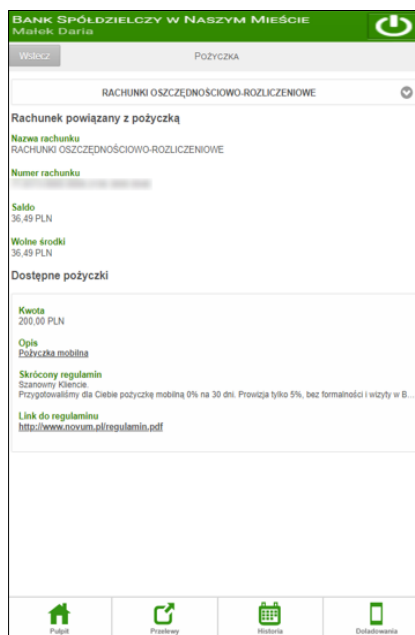 BANK SPÓŁDZIELCZY W NASZYM MIEŚCIE
Małek Daria
Wstecz
POŻYCZKA
RACHUNKI OSZCZĘDNOŚCIOWO-ROZLICZENIOWE
Rachunek powiązany z pożyczką
Nazwa rachunku
RACHUNKI OSZCZĘDNOŚCIOWO-ROZLICZENIOWE
Numer rachunku
Saldo
36,49 PLN
Wolne środki
36,49 PLN
Dostępne pożyczki
Kwota
200,00 PLN
Opis
Pożyczka mobilna
Skrócony regulamin
Szanowny Kliencie.
Przygotowaliśmy dla Ciebie pożyczkę mobilną 0% na 30 dni. Prowizja tylko 5%, bez formalności i wizyty w B...
Link do regulaminu
http://www.novum.pl/regulamin.pdf
Pulpit
Przelewy
Historia
Doładowania